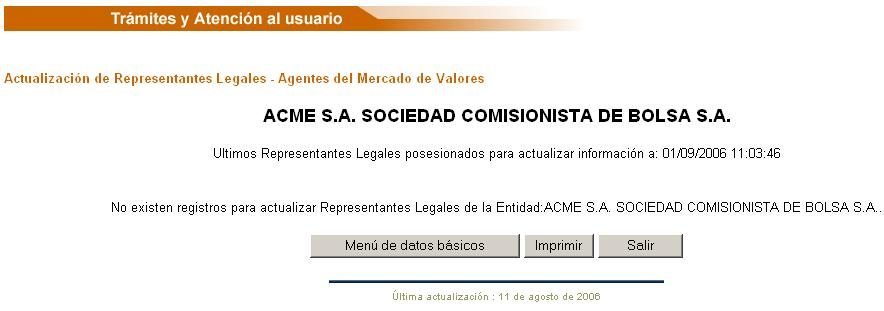 Trámites y Atención al usuario
Actualización de Representantes Legales - Agentes del Mercado de Valores
ACME S.A. SOCIEDAD COMISIONISTA DE BOLSA S.A.
Ultimos Representantes Legales posesionados para actualizar información a: 01/09/2006 11:03:46
No existen registros para actualizar Representantes Legales de la Entidad:ACME S.A. SOCIEDAD COMISIONISTA DE BOLSA S.A..
Menú de datos básicos Imprimir Salir
Última actualización : 11 de agosto de 2006